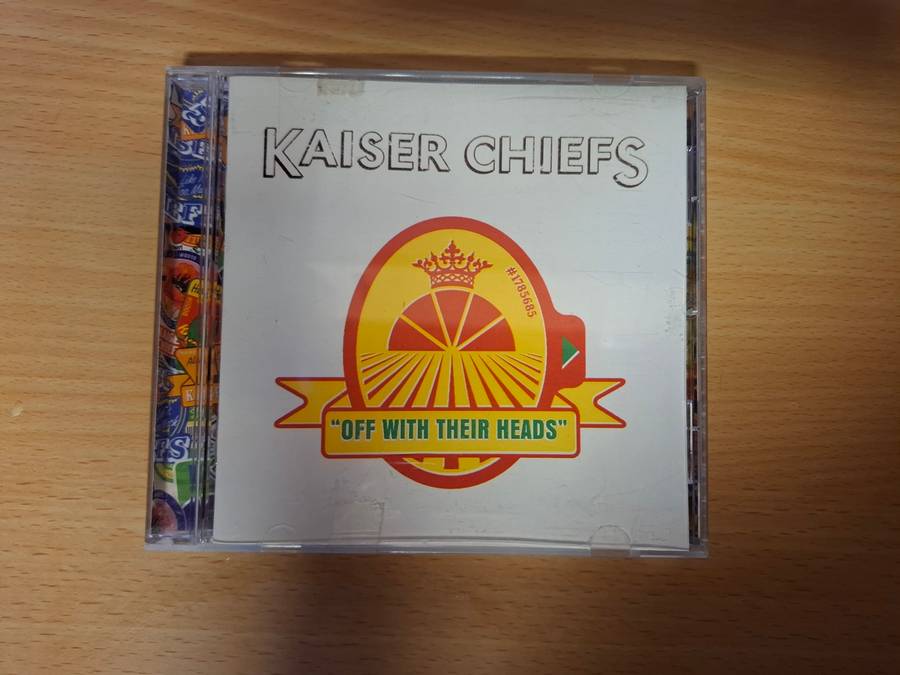 KAISER CHIEFS
#1785685
"OFF WITH THEIR HEADS"